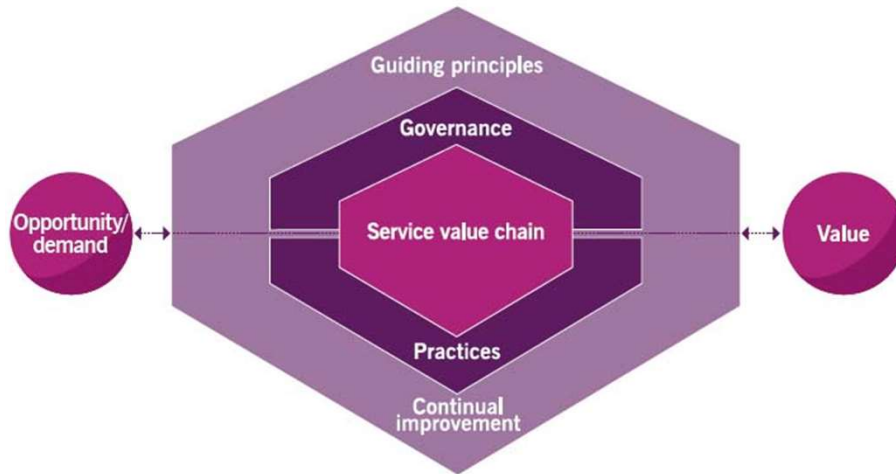 Guiding principles
Governance
Opportunity/
demand
Service value chain
Value
Practices
Continual
improvement